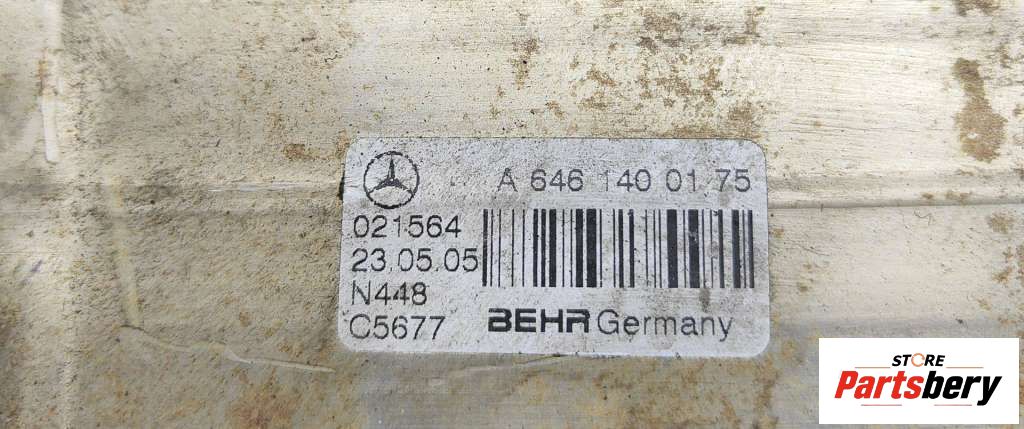 A 646 140 01 75
021564
23.05.05
N448
C5677
BEHR Germany
STORE
Partsbery